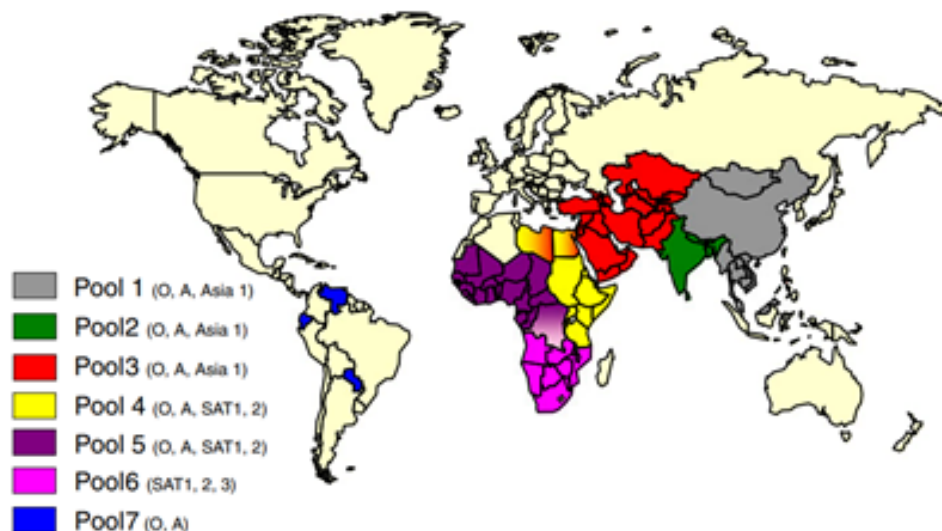 Pool 1 (O, A, Asia 1)
Pool2 (O, A, Asia 1)
Pool3 (O, A, Asia 1)
Pool 4 (O, A, SAT1, 2)
Pool 5 (O, A, SAT1, 2)
Pool6 (SAT1, 2, 3)
Pool7 (O, A)